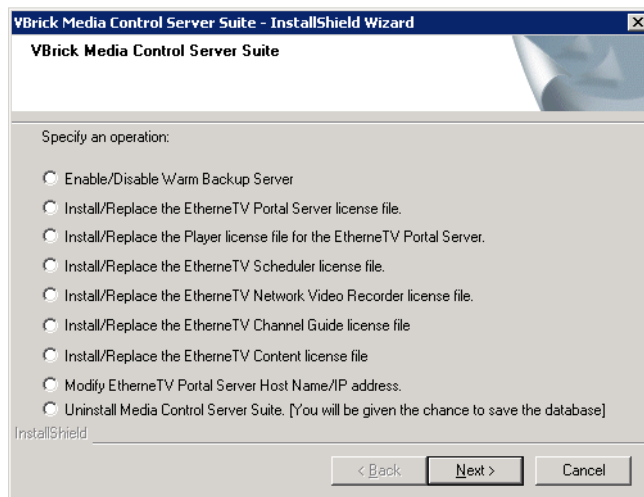 VBrick Media Control Server Suite - InstallShield Wizard
VBrick Media Control Server Suite
Specify an operation:
Enable/Disable Warm Backup Server
Install/Replace the EtherneTV Portal Server license file.
Install/Replace the Player license file for the EtherneTV Portal Server.
Install/Replace the EtherneTV Scheduler license file.
Install/Replace the EtherneTV Network Video Recorder license file.
Install/Replace the EtherneTV Channel Guide license file
Install/Replace the EtherneTV Content license file
Modify EtherneTV Portal Server Host Name/IP address.
Uninstall Media Control Server Suite. [You will be given the chance to save the database]
InstallShield
< Back Next > Cancel